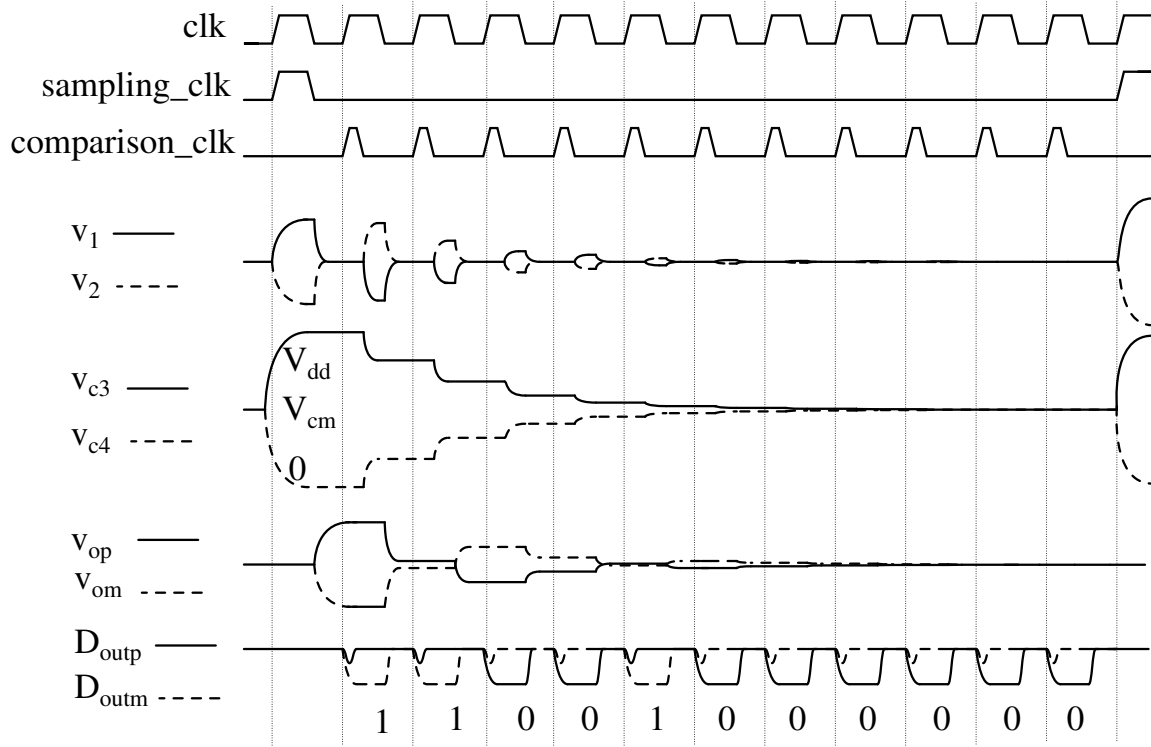 clk
sampling_clk
comparison_clk
v1
v2
Vdd
vc3
Vcm
vc4
0
vop
vom
Doutp
Doutm
1 1 0 0 1 0 0 0 0 0 0